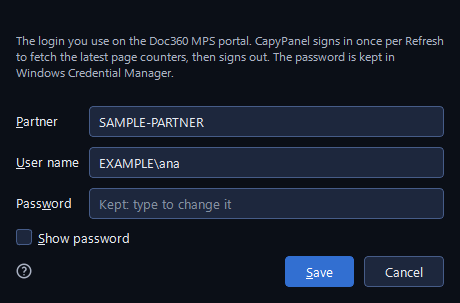 The login you use on the Doc360 MPS portal. CapyPanel signs in once per Refresh
to fetch the latest page counters, then signs out. The password is kept in
Windows Credential Manager.
Partner
SAMPLE-PARTNER
User name
EXAMPLE\ana
Password
Kept: type to change it
Show password
?
Save
Cancel